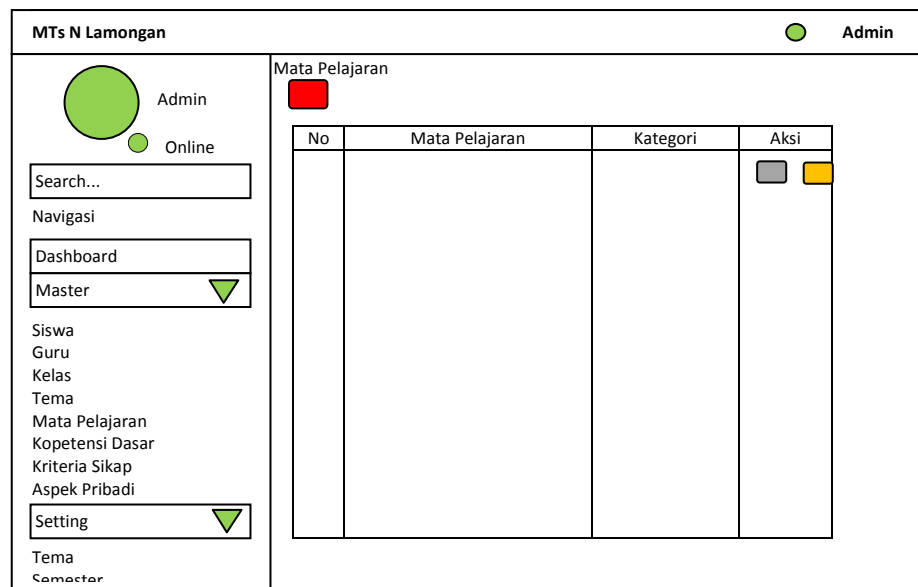 MTs N Lamongan
Admin
Admin
Online
Search...
Navigasi
Dashboard
Master
Siswa
Guru
Kelas
Tema
Mata Pelajaran
Kopetensi Dasar
Kriteria Sikap
Aspek Pribadi
Setting
Tema
Semester
Mata Pelajaran
No Mata Pelajaran Kategori Aksi